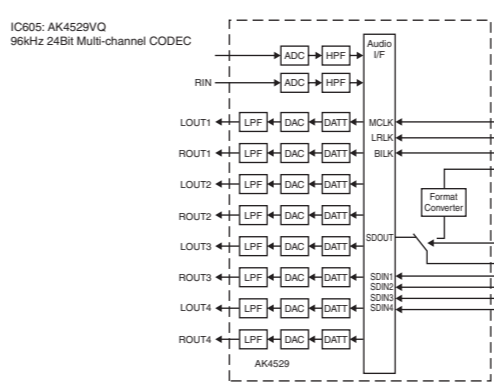 IC605: AK4529VQ
96kHz 24Bit Multi-channel CODEC
Audio
I/F
ADC HPF
RIN ADC HPF
LOUT1 LPF DAC DATT MCLK
LRLK
ROUT1 LPF DAC DATT BILK
LOUT2 LPF DAC DATT
Format
Converter
ROUT2 LPF DAC DATT
SDOUT
LOUT3 LPF DAC DATT
ROUT3 LPF DAC DATT SDIN1
SDIN2
SDIN3
LOUT4 LPF DAC DATT SDIN4
ROUT4 LPF DAC DATT
AK4529